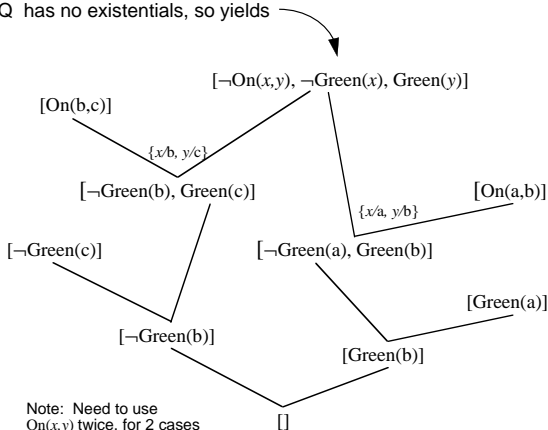 Q has no existentials, so yields
[¬On(x,y), ¬Green(x), Green(y)]
[On(b,c)]
{x/b, y/c}
[¬Green(b), Green(c)]
[On(a,b)]
{x/a, y/b}
[¬Green(c)]
[¬Green(a), Green(b)]
[Green(a)]
[¬Green(b)]
[Green(b)]
Note: Need to use
On(x,y) twice, for 2 cases
[]